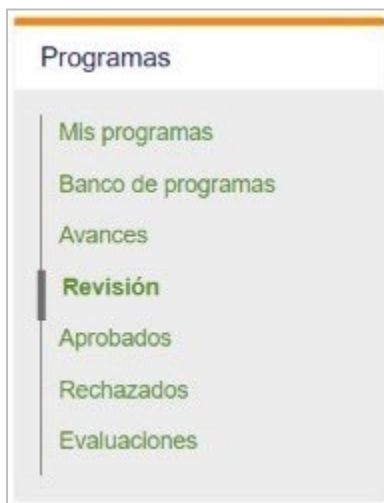 Programas
Mis programas
Banco de programas
Avances
Revisión
Aprobados
Rechazados
Evaluaciones